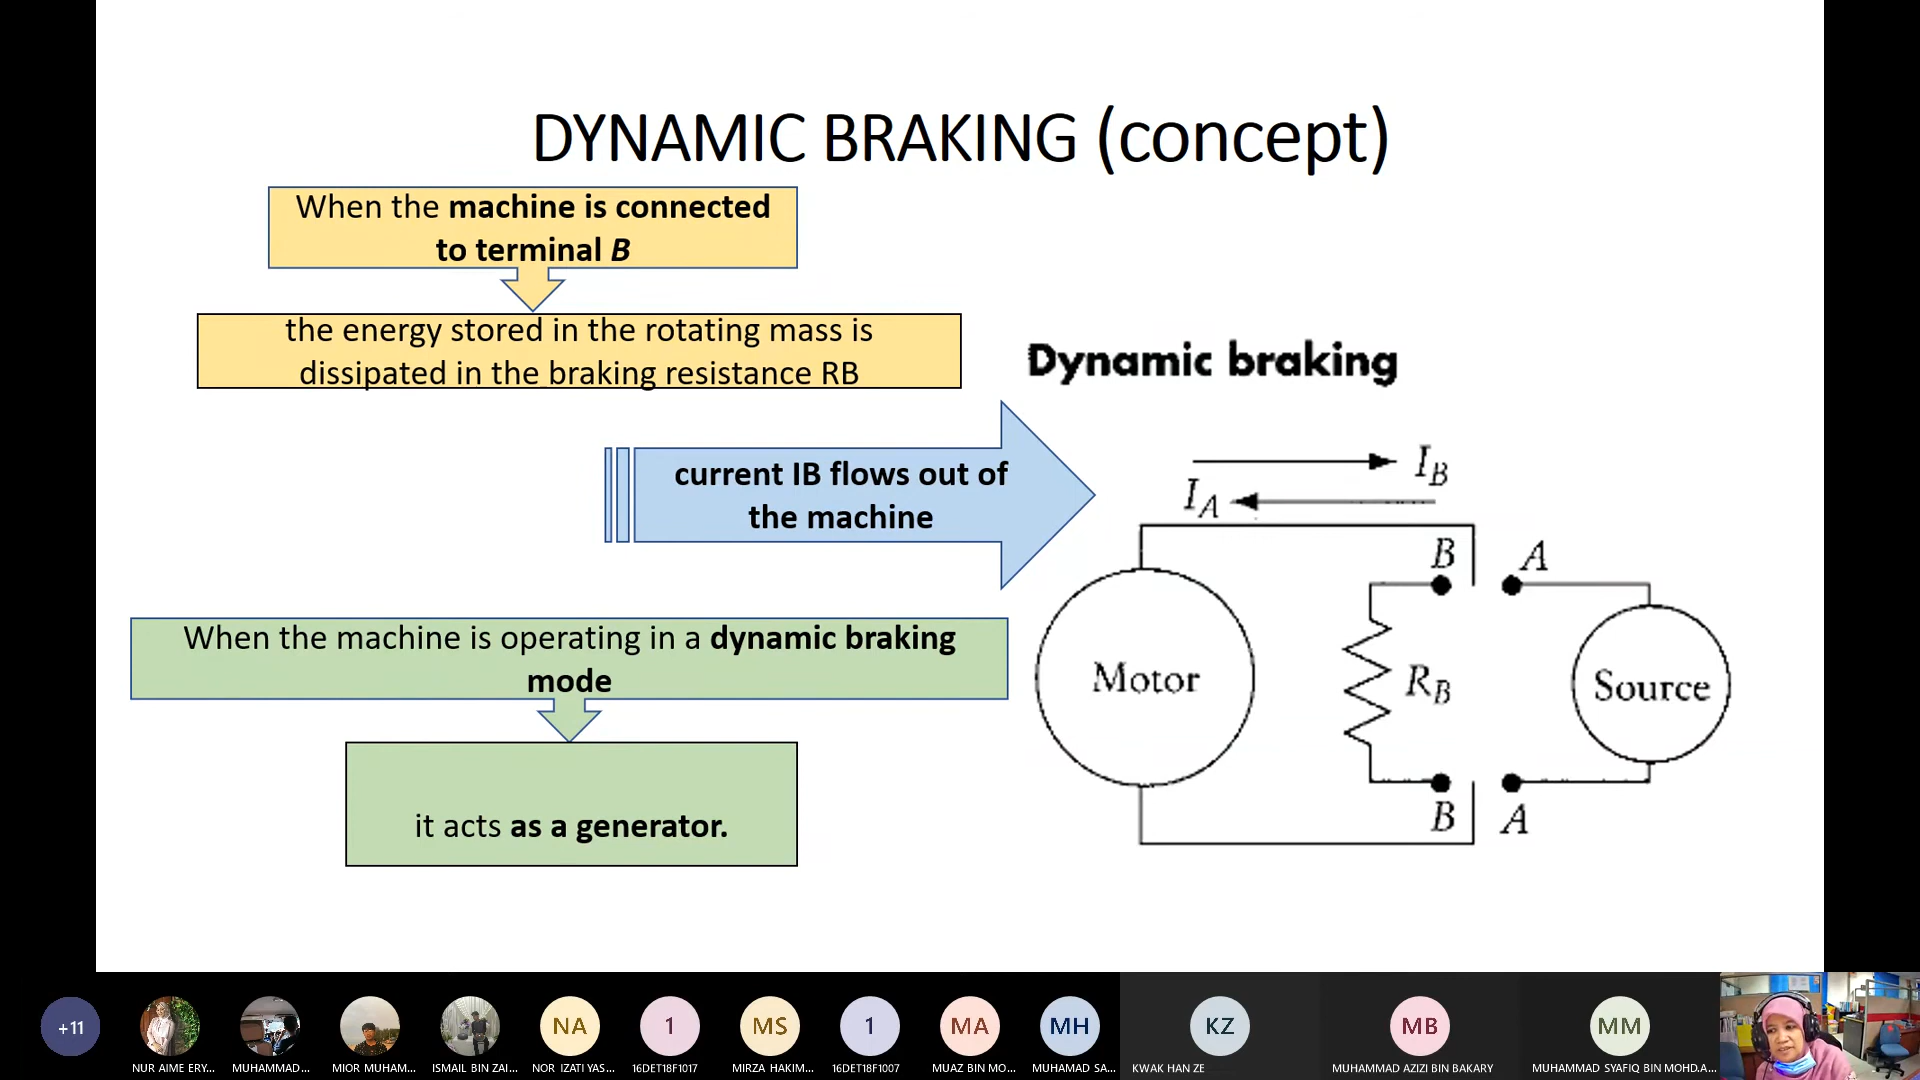 DYNAMIC BRAKING (concept)
When the machine is connected
to terminal B
the energy stored in the rotating mass is
dissipated in the braking resistance RB
Dynamic braking
current IB flows out of
the machine
I_B
I_A
B
A
When the machine is operating in a dynamic braking
mode
Motor
R_B
Source
it acts as a generator.
B
A
+11
NA
1
MS
1
MA
MH
KZ
MB
MM
NUR AIME ERY...
MUHAMMAD...
MIOR MUHAM...
ISMAIL BIN ZAI...
NOR IZATI YAS...
16DET18F1017
MIRZA HAKIM...
16DET18F1007
MUAZ BIN MO...
MUHAMAD SA...
KWAK HAN ZE
MUHAMMAD AZIZI BIN BAKARY
MUHAMMAD SYAFIQ BIN MOHD.A...